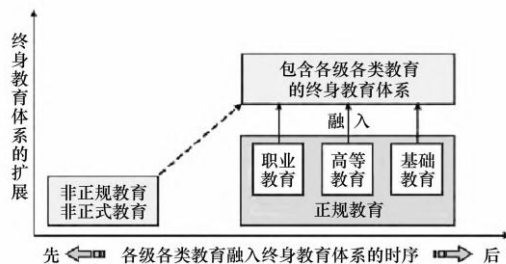 终身教育体系的扩展
包含各级各类教育
的终身教育体系
融入
职业
教育
高等
教育
基础
教育
正规教育
非正规教育
非正式教育
先 各级各类教育融入终身教育体系的时序 后